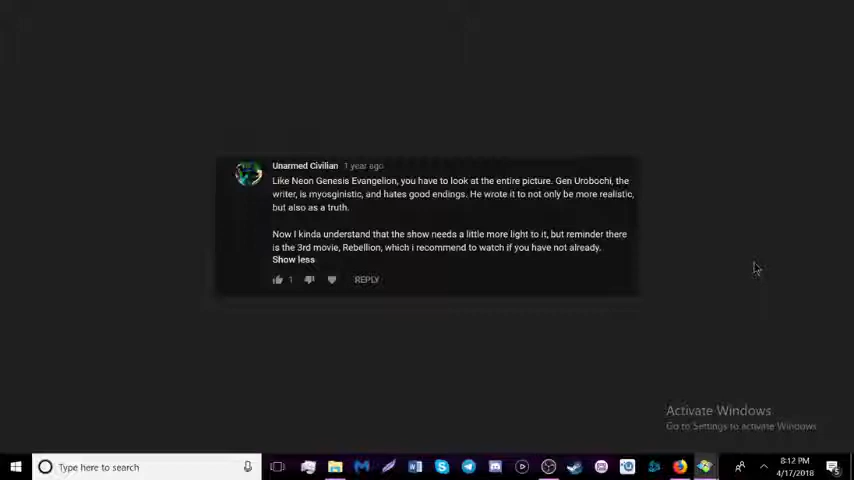 Unarmed Civilian 1 year ago
Like Neon Genesis Evangelion, you have to look at the entire picture. Gen Urobochi, the
writer, is myosginistic, and hates good endings. He wrote it to not only be more realistic,
but also as a truth.
Now I kinda understand that the show needs a little more light to it, but reminder there
is the 3rd movie, Rebellion, which i recommend to watch if you have not already.
Show less
1 REPLY
Activate Windows
Go to Settings to activate Windows.
Type here to search
8:12 PM
4/17/2018
5